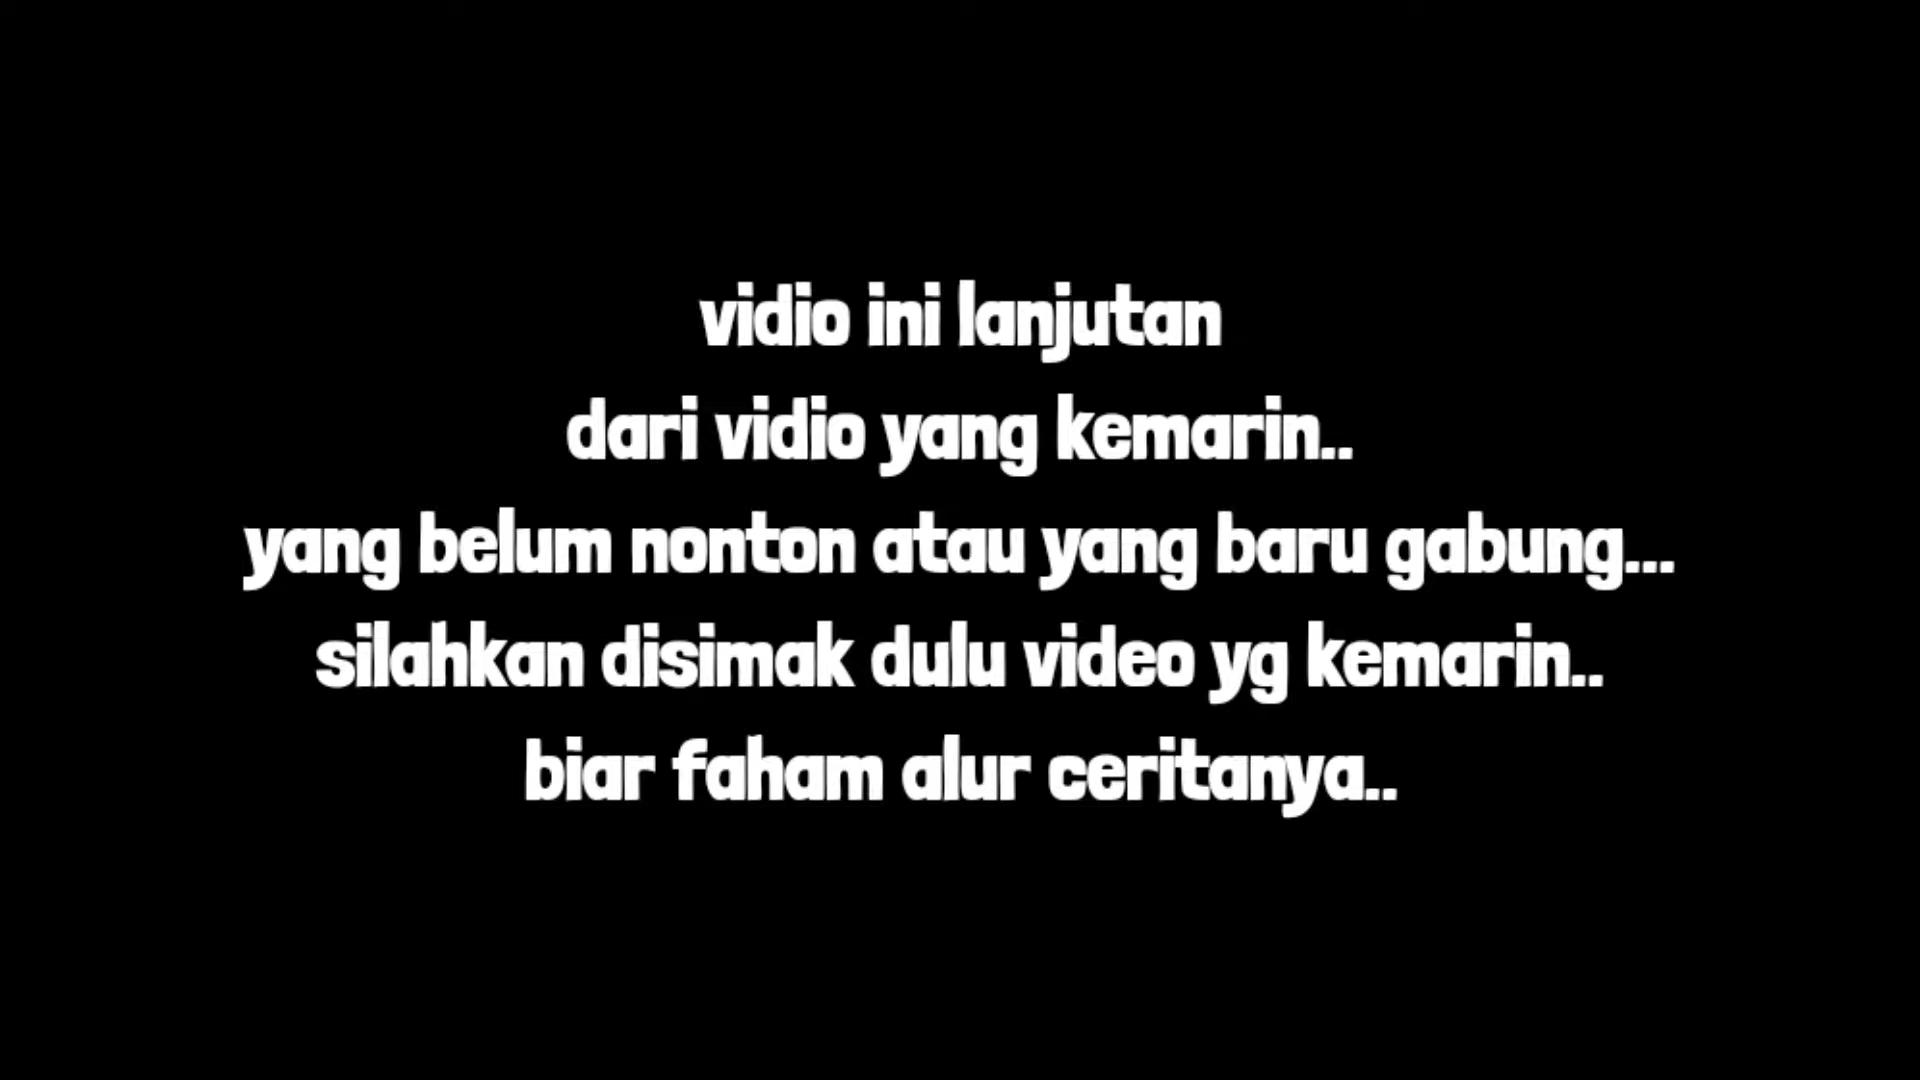 vidio ini lanjutan
dari vidio yang kemarin..
yang belum nonton atau yang baru gabung...
silahkan disimak dulu video yg kemarin..
biar faham alur ceritanya..